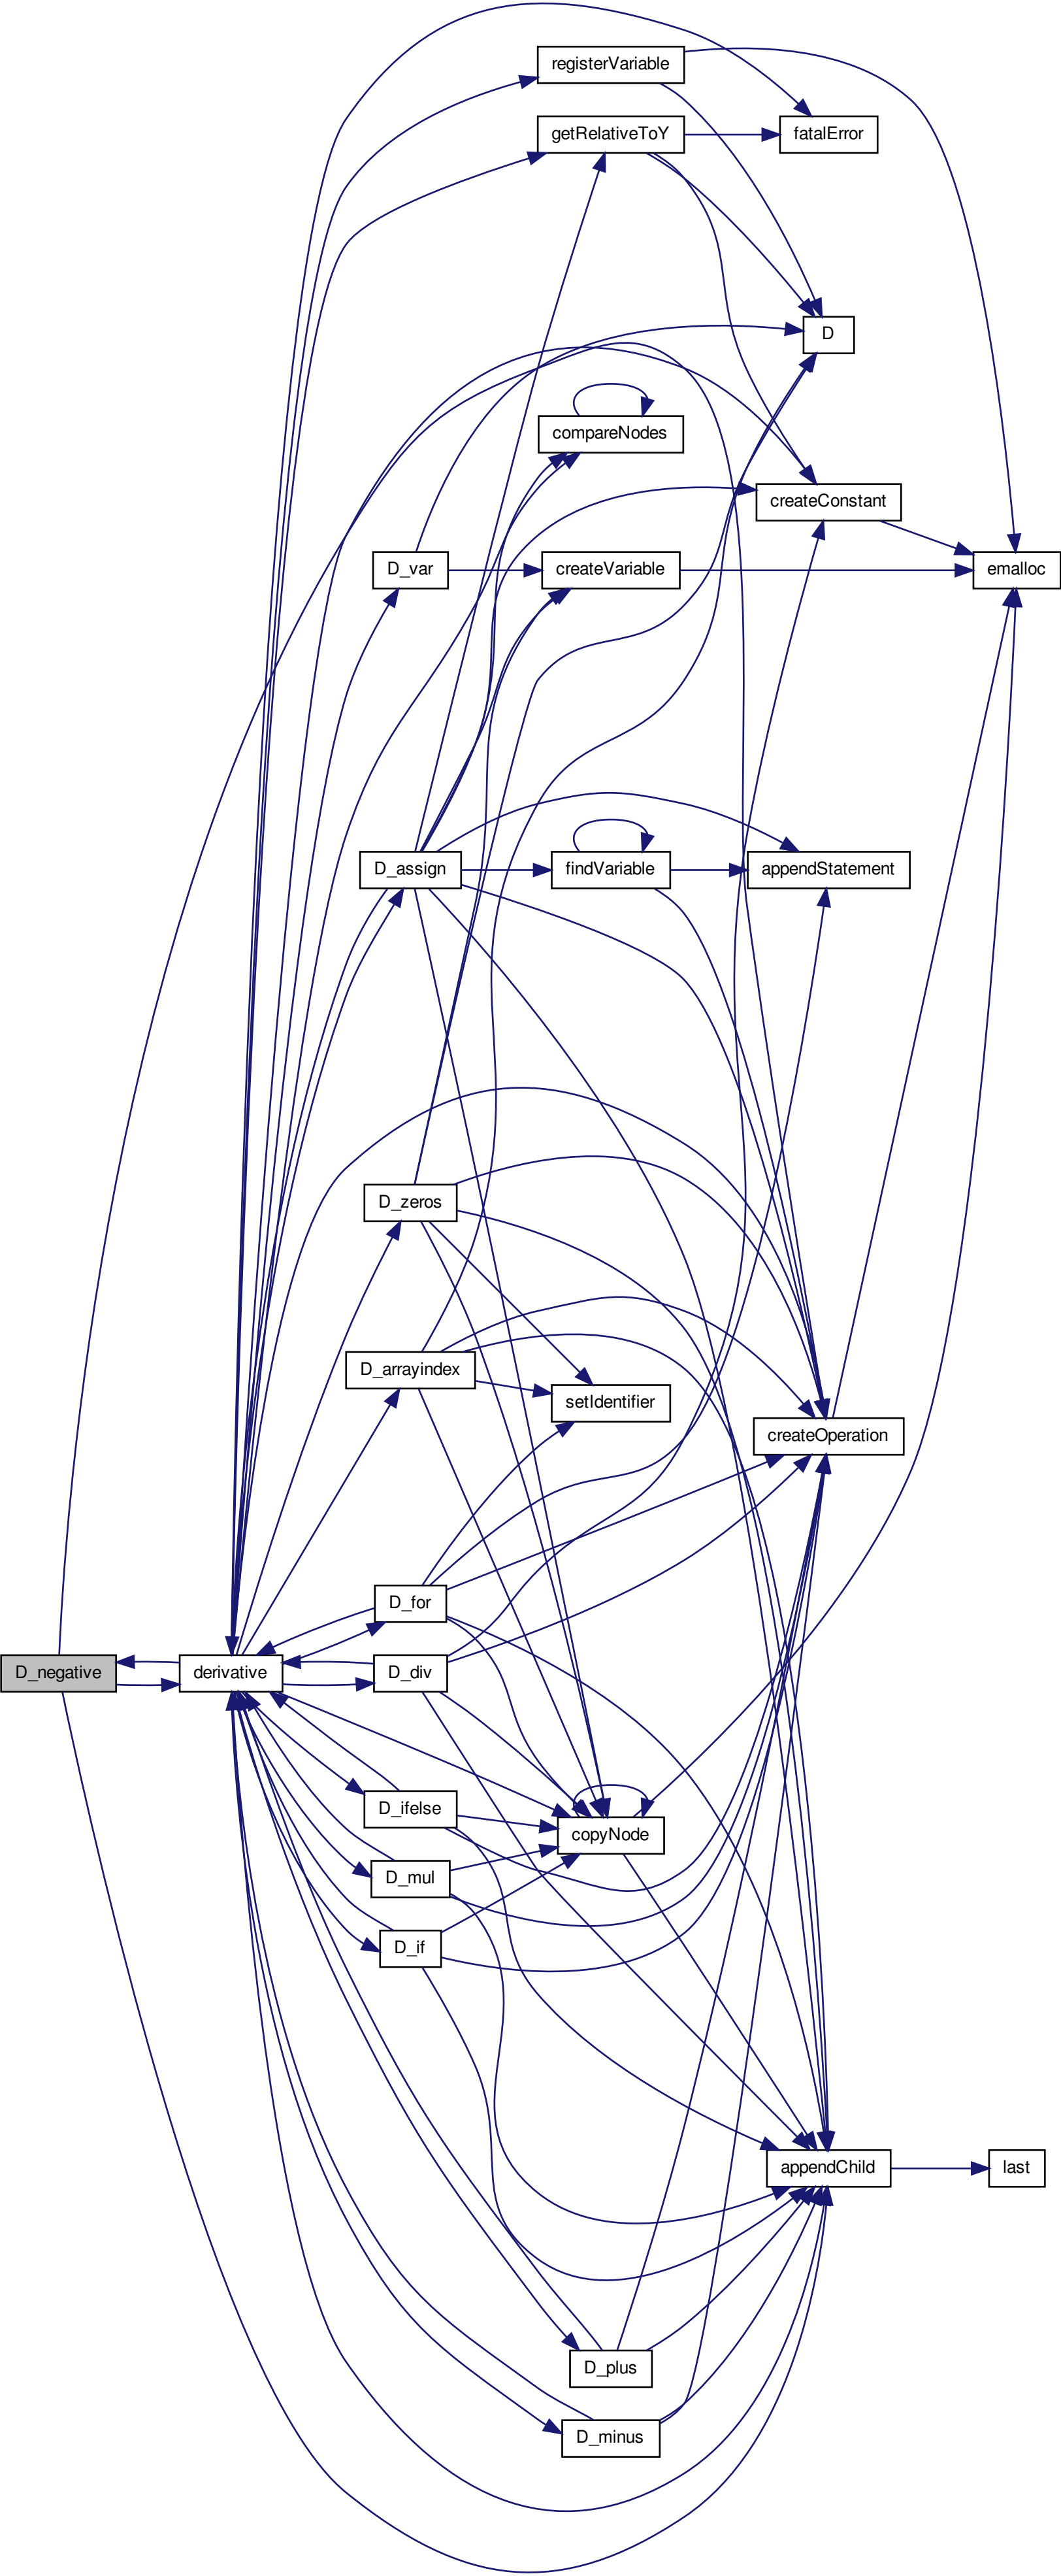 registerVariable
getRelativeToY
fatalError
D
compareNodes
createConstant
D_var
createVariable
emalloc
D_assign
findVariable
appendStatement
D_zeros
D_arrayindex
setIdentifier
createOperation
D_for
D_negative
derivative
D_div
D_ifelse
copyNode
D_mul
D_if
appendChild
last
D_plus
D_minus